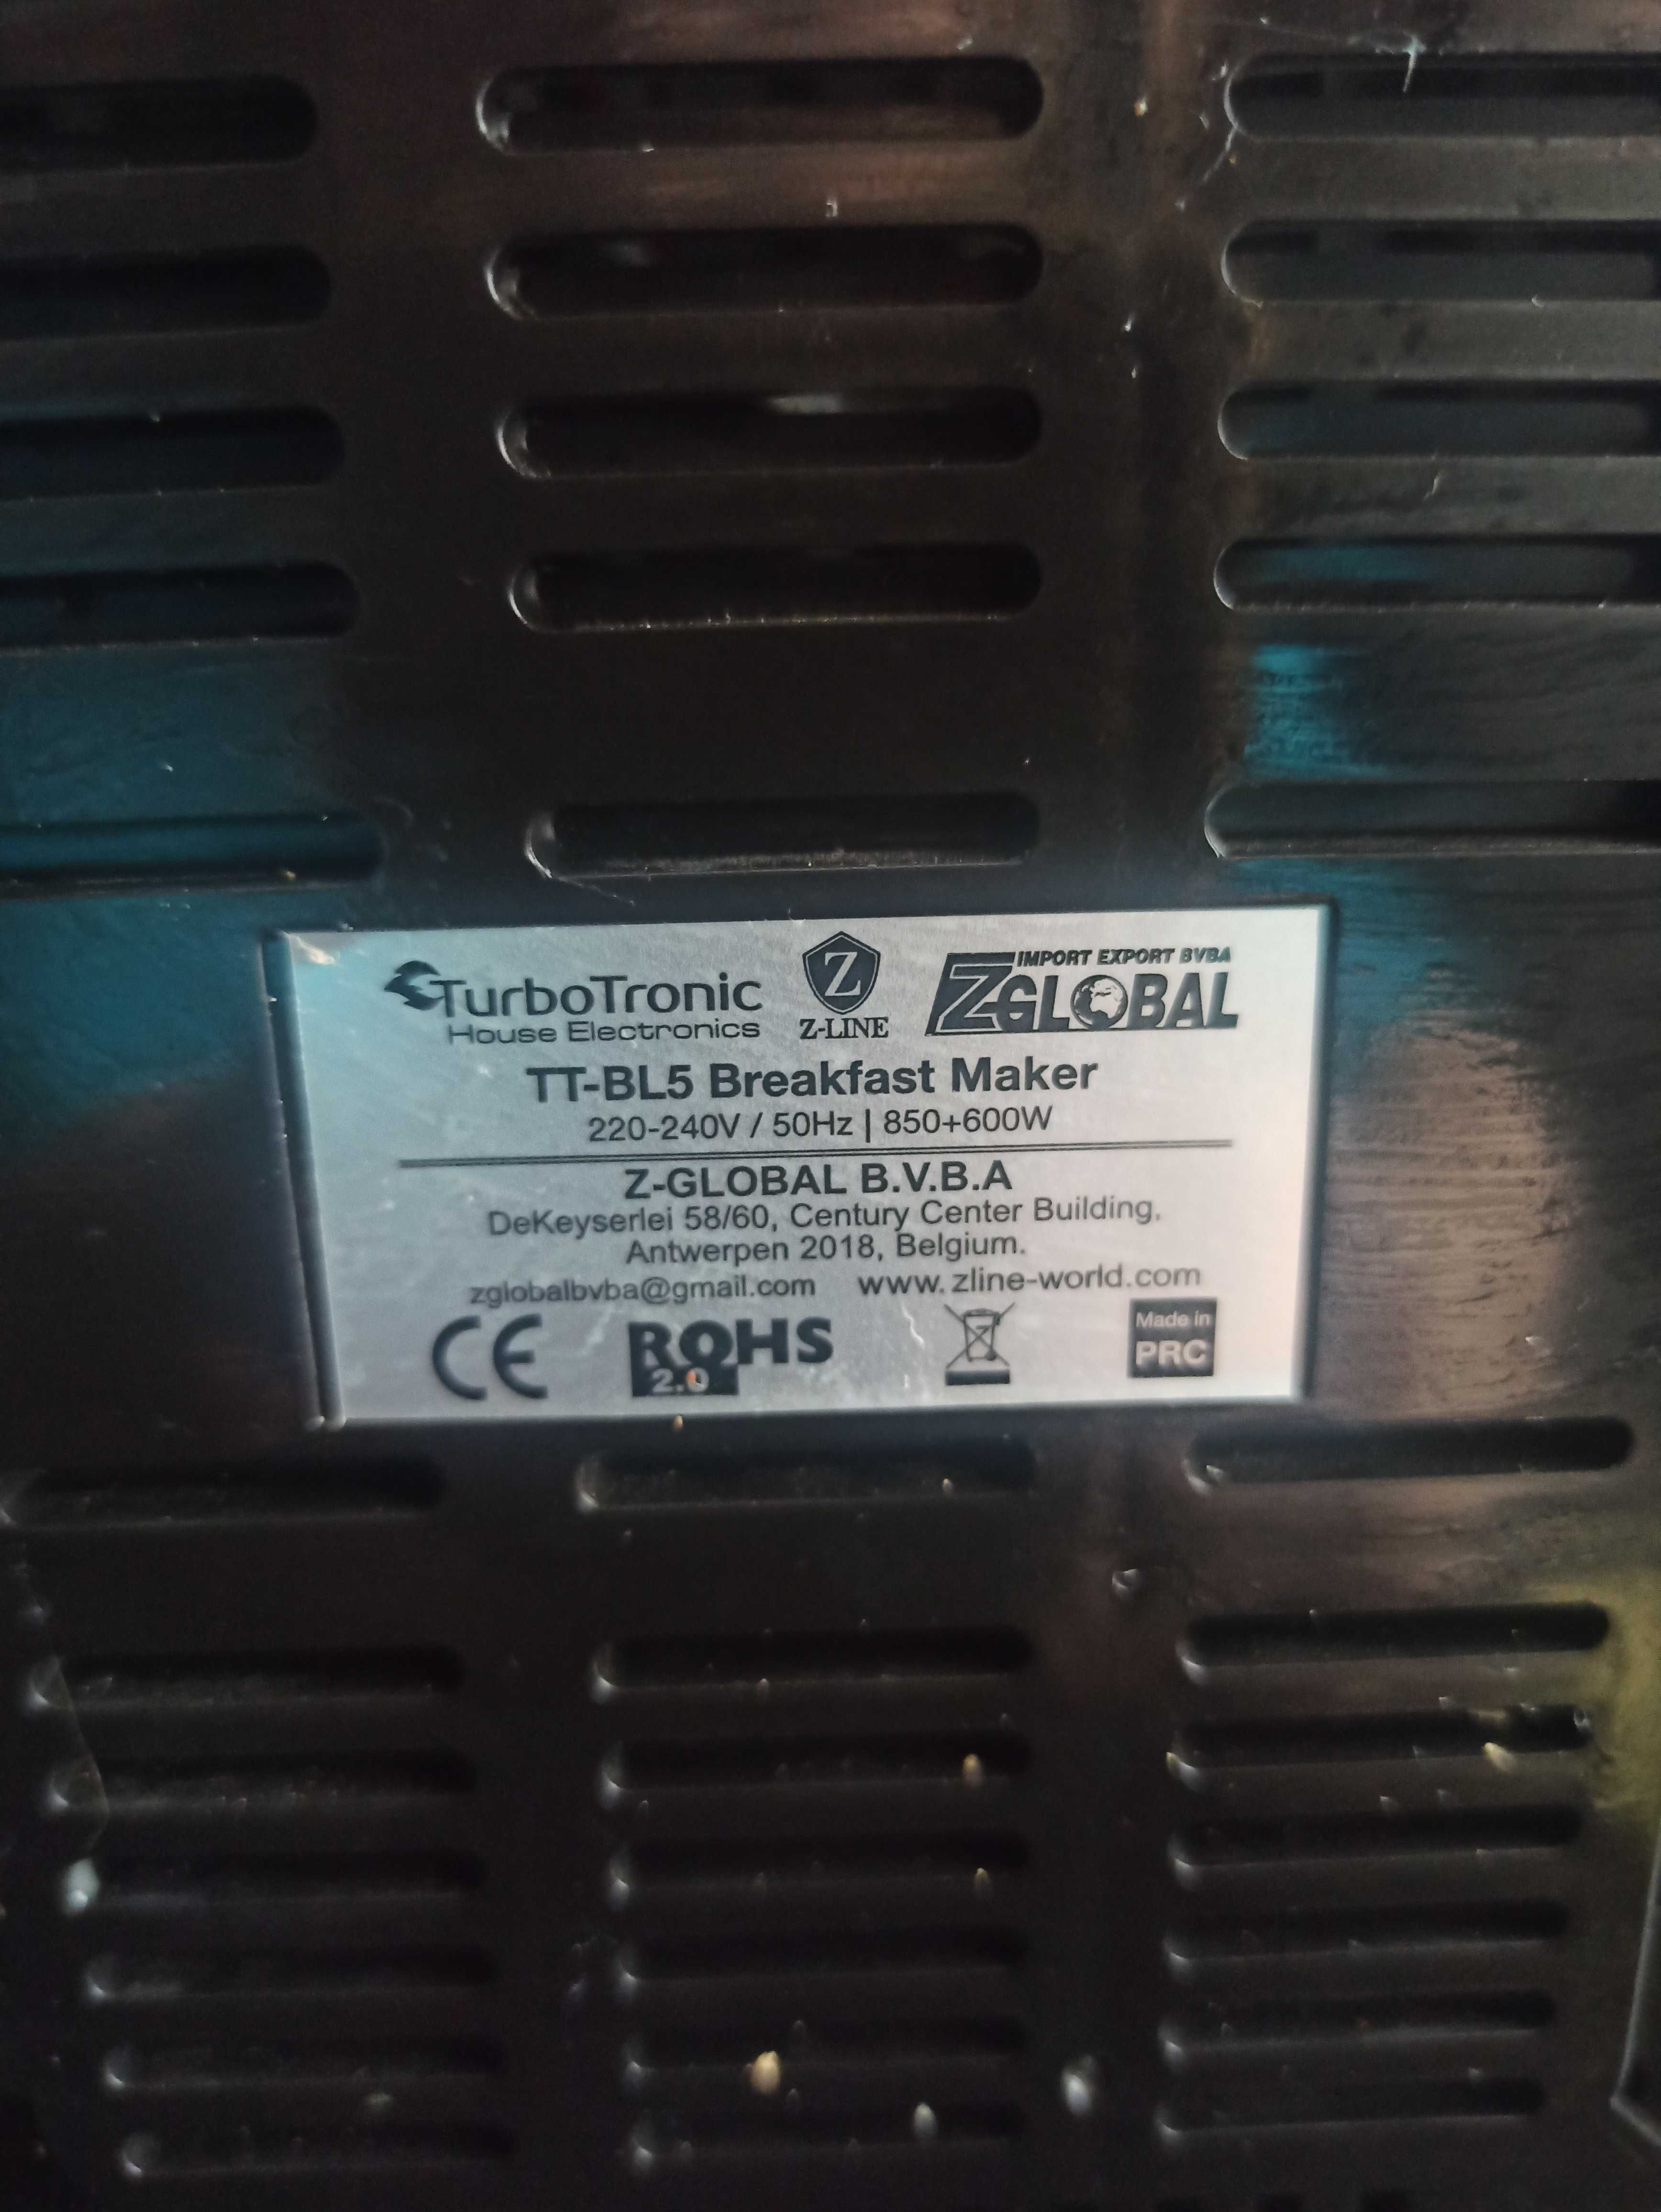 TurboTronic
House Electronics
Z
Z-LINE
IMPORT EXPORT BVBA
Z-GLOBAL
TT-BL5 Breakfast Maker
220-240V / 50Hz | 850+600W
Z-GLOBAL B.V.B.A
DeKeyserlei 58/60, Century Center Building,
Antwerpen 2018, Belgium.
zglobalbvba@gmail.com www.zline-world.com
CE
ROHS
2.0
Made in
PRC